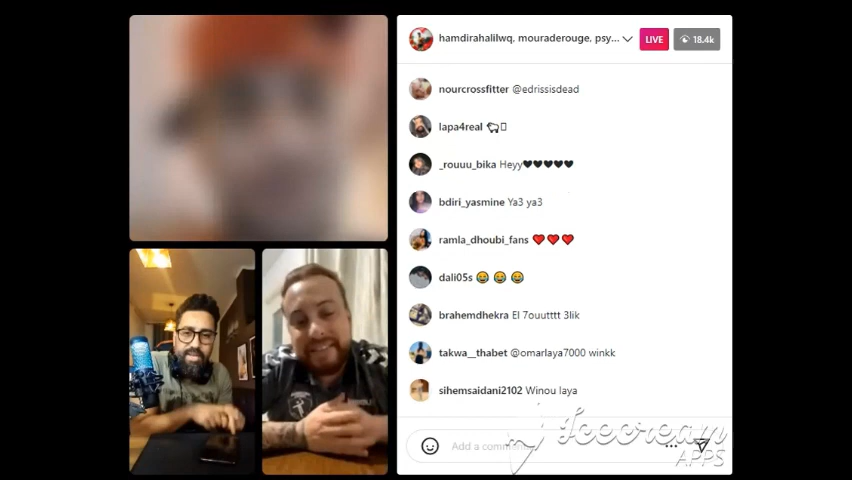 hamdirahalilwq, mouraderouge, psy...
LIVE
18.4k
nourcrossfitter @edrissisdead
lapa4real 🐑▯
_rouuu_bika Heyy🖤🖤🖤🖤🖤
bdiri_yasmine Ya3 ya3
ramla_dhoubi_fans ❤️ ❤️ ❤️
dali05s 😂 😂 😂
brahemdhekra El 7ouutttt 3lik
takwa__thabet @omarlaya7000 winkk
sihemsaidani2102 Winou laya
Add a comme
Icecream
APPS